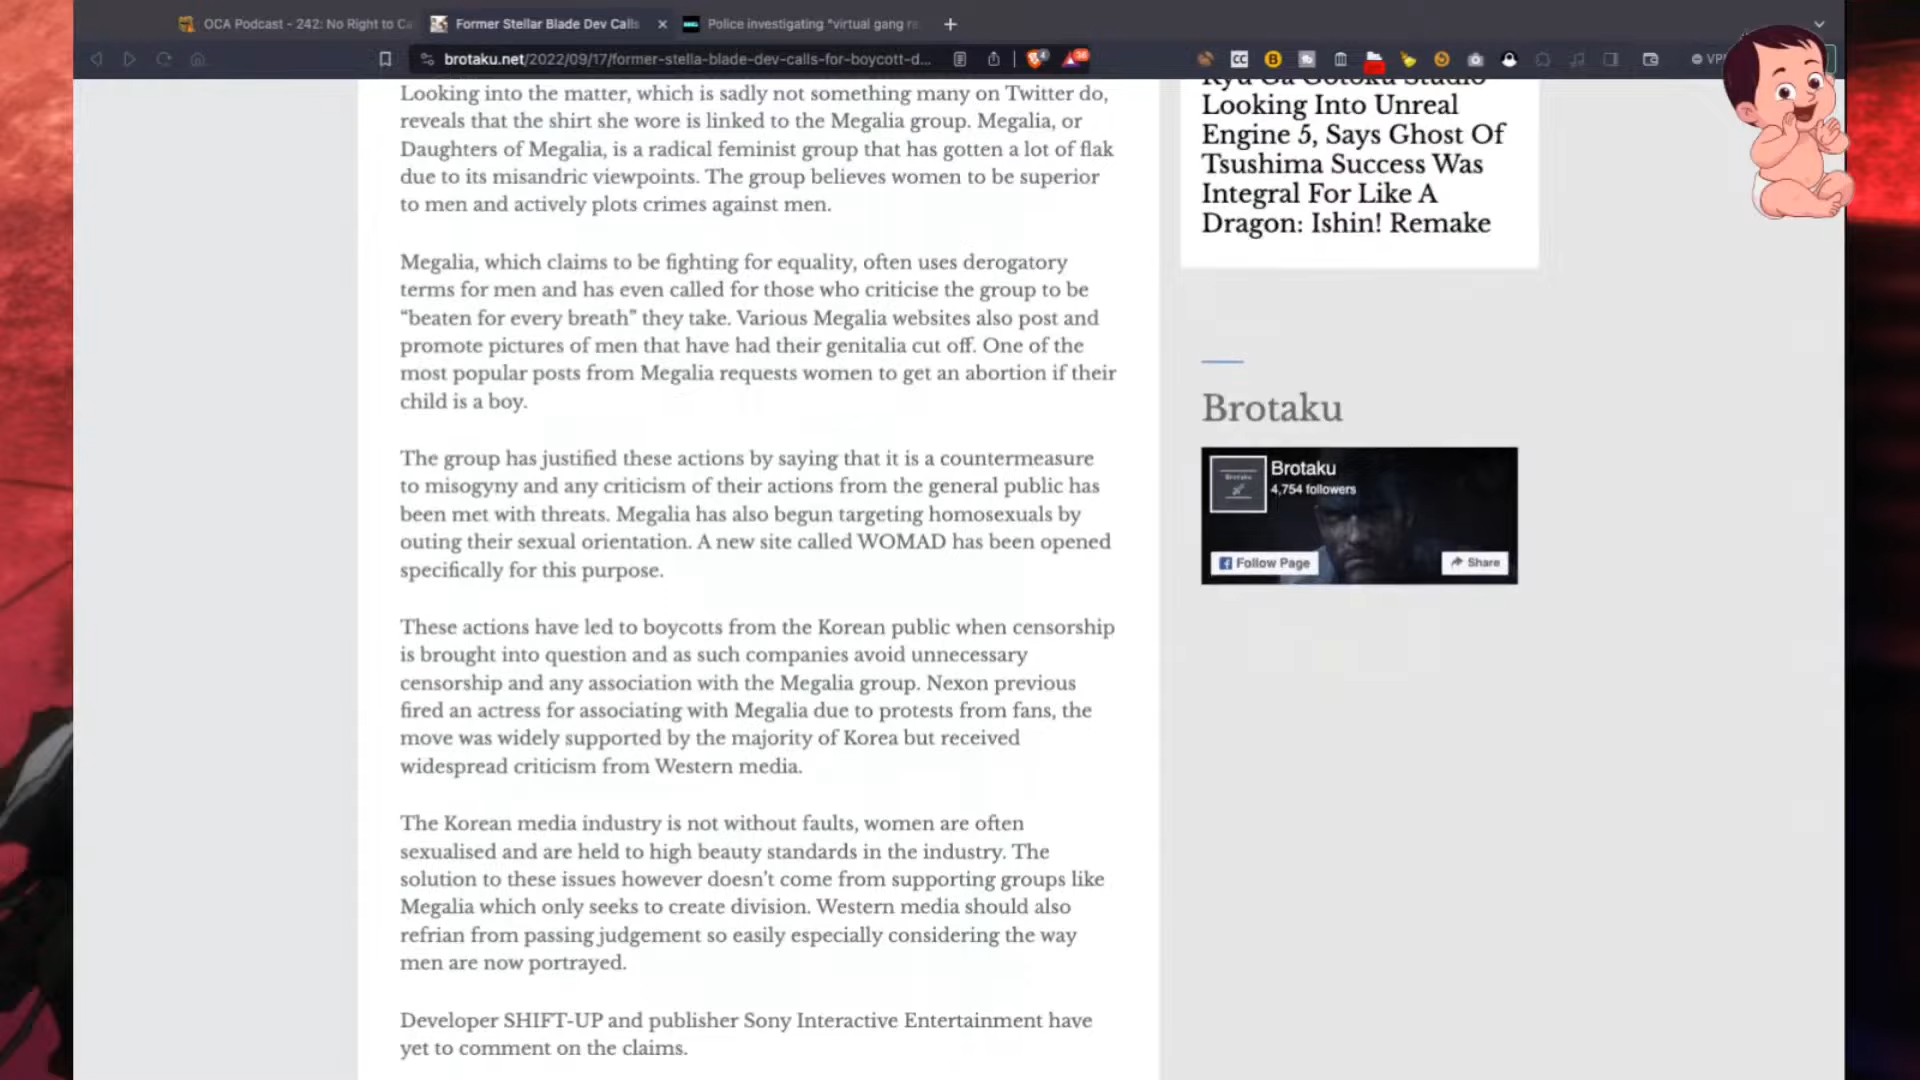 OCA Podcast - 242: No Right to Ca
Former Stellar Blade Dev Calls
Police investigating "virtual gang ra
brotaku.net/2022/09/17/former-stella-blade-dev-calls-for-boycott-d...
CC
VP
Looking into the matter, which is sadly not something many on Twitter do,
reveals that the shirt she wore is linked to the Megalia group. Megalia, or
Daughters of Megalia, is a radical feminist group that has gotten a lot of flak
due to its misandric viewpoints. The group believes women to be superior
to men and actively plots crimes against men.
Megalia, which claims to be fighting for equality, often uses derogatory
terms for men and has even called for those who criticise the group to be
“beaten for every breath” they take. Various Megalia websites also post and
promote pictures of men that have had their genitalia cut off. One of the
most popular posts from Megalia requests women to get an abortion if their
child is a boy.
The group has justified these actions by saying that it is a countermeasure
to misogyny and any criticism of their actions from the general public has
been met with threats. Megalia has also begun targeting homosexuals by
outing their sexual orientation. A new site called WOMAD has been opened
specifically for this purpose.
These actions have led to boycotts from the Korean public when censorship
is brought into question and as such companies avoid unnecessary
censorship and any association with the Megalia group. Nexon previous
fired an actress for associating with Megalia due to protests from fans, the
move was widely supported by the majority of Korea but received
widespread criticism from Western media.
The Korean media industry is not without faults, women are often
sexualised and are held to high beauty standards in the industry. The
solution to these issues however doesn't come from supporting groups like
Megalia which only seeks to create division. Western media should also
refrian from passing judgement so easily especially considering the way
men are now portrayed.
Developer SHIFT-UP and publisher Sony Interactive Entertainment have
yet to comment on the claims.
Ryu Ga Gotoku Studio
Looking Into Unreal
Engine 5, Says Ghost Of
Tsushima Success Was
Integral For Like A
Dragon: Ishin! Remake
Brotaku
Brotaku
4,754 followers
Follow Page
Share